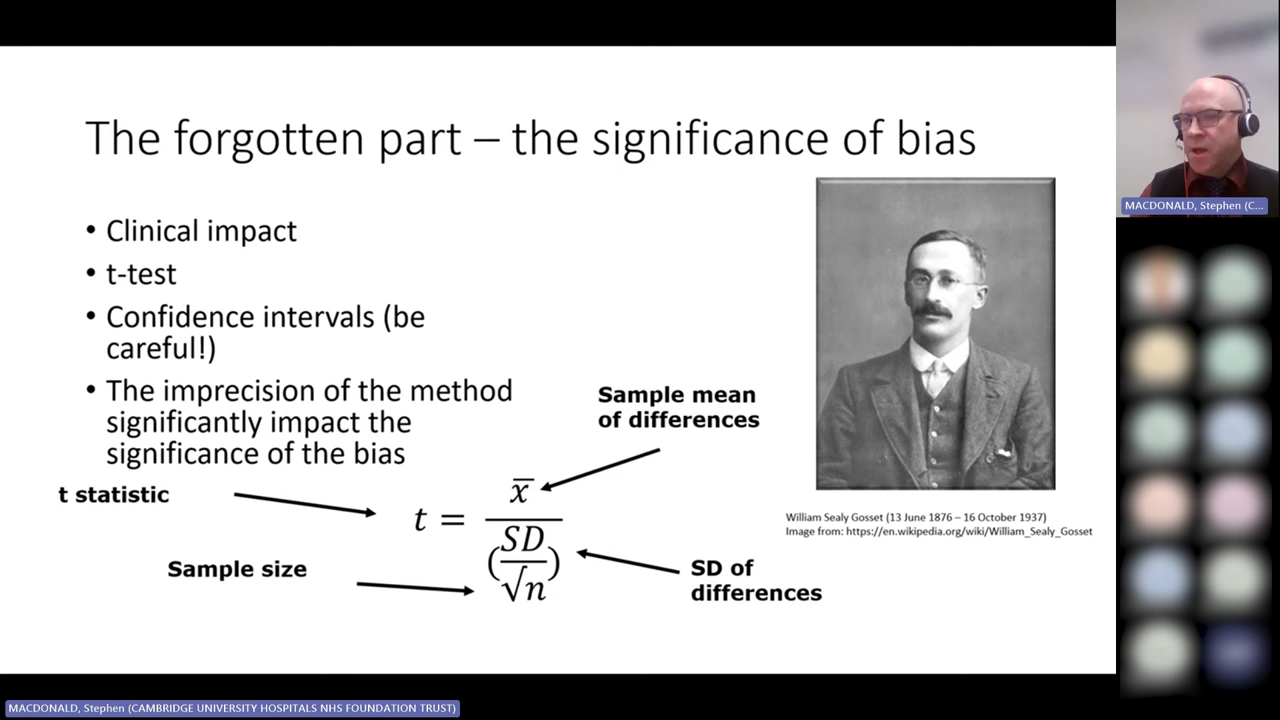 The forgotten part – the significance of bias
• Clinical impact
• t-test
• Confidence intervals (be
careful!)
• The imprecision of the method
significantly impact the
significance of the bias
Sample mean
of differences
t statistic
t = x̄ / (SD / √n)
Sample size
SD of
differences
William Sealy Gosset (13 June 1876 – 16 October 1937)
Image from: https://en.wikipedia.org/wiki/William_Sealy_Gosset
MACDONALD, Stephen (C...
MACDONALD, Stephen (CAMBRIDGE UNIVERSITY HOSPITALS NHS FOUNDATION TRUST)